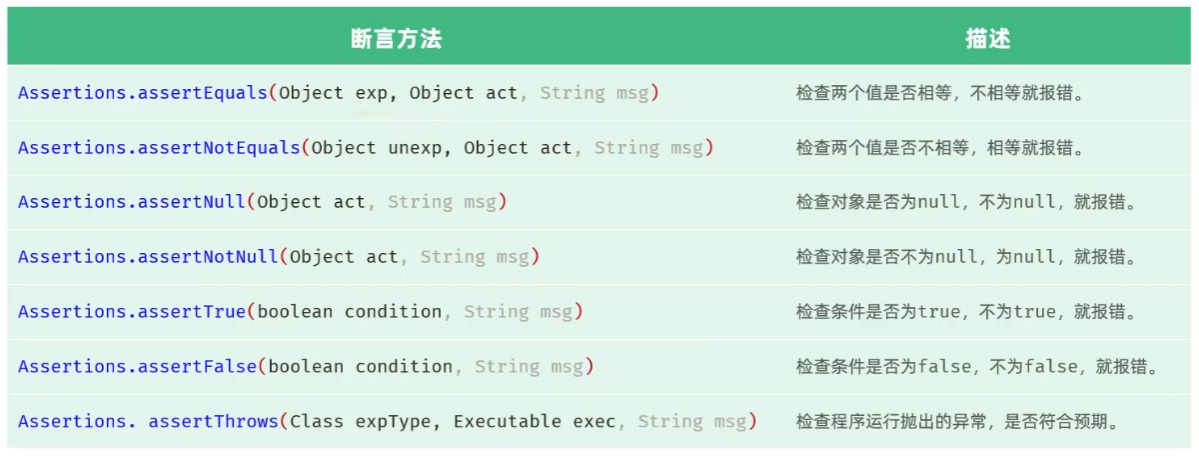 断言方法 描述
Assertions.assertEquals(Object exp, Object act, String msg) 检查两个值是否相等，不相等就报错。
Assertions.assertNotEquals(Object unexp, Object act, String msg) 检查两个值是否不相等，相等就报错。
Assertions.assertNull(Object act, String msg) 检查对象是否为null，不为null，就报错。
Assertions.assertNotNull(Object act, String msg) 检查对象是否不为null，为null，就报错。
Assertions.assertTrue(boolean condition, String msg) 检查条件是否为true，不为true，就报错。
Assertions.assertFalse(boolean condition, String msg) 检查条件是否为false，不为false，就报错。
Assertions. assertThrows(Class expType, Executable exec, String msg) 检查程序运行抛出的异常，是否符合预期。